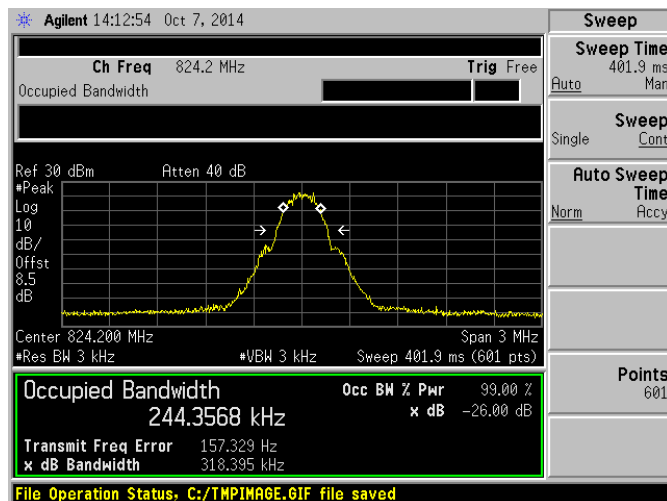 Agilent 14:12:54 Oct 7, 2014
Sweep
Ch Freq 824.2 MHz Trig Free
Occupied Bandwidth
Sweep Time
401.9 ms
Auto Man
Sweep
Single Cont
Auto Sweep
Time
Norm Accy
Points
601
Ref 30 dBm Atten 40 dB
#Peak
Log
10
dB/
Offst
8.5
dB
Center 824.200 MHz Span 3 MHz
#Res BW 3 kHz #VBW 3 kHz Sweep 401.9 ms (601 pts)
Occupied Bandwidth Occ BW % Pwr 99.00 %
244.3568 kHz x dB -26.00 dB
Transmit Freq Error 157.329 Hz
x dB Bandwidth 318.395 kHz
File Operation Status, C:/TMPIMAGE.GIF file saved